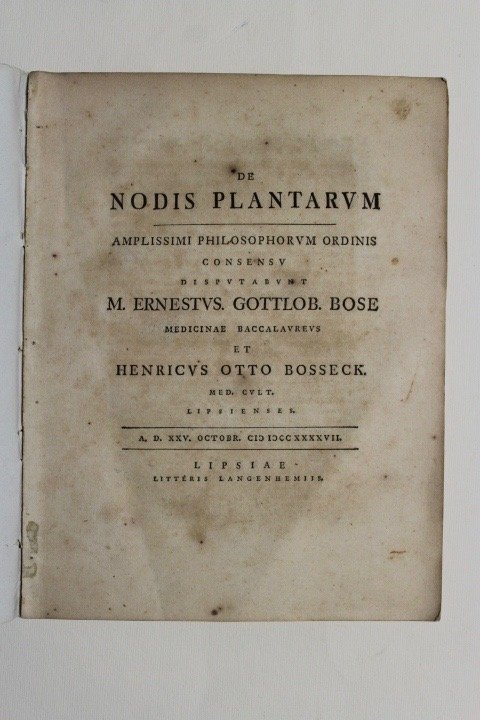 DE
NODIS PLANTARVM
AMPLISSIMI PHILOSOPHORVM ORDINIS
CONSENSV
DISPVTABVNT
M. ERNESTVS. GOTTLOB. BOSE
MEDICINAE BACCALAVREVS
ET
HENRICVS OTTO BOSSECK.
MED. CVLT.
LIPSIENSES.
A. D. XXV. OCTOBR. CIↃ IↃCC XXXXVII.
LIPSIAE
LITTERIS LANGENHEMIIS.